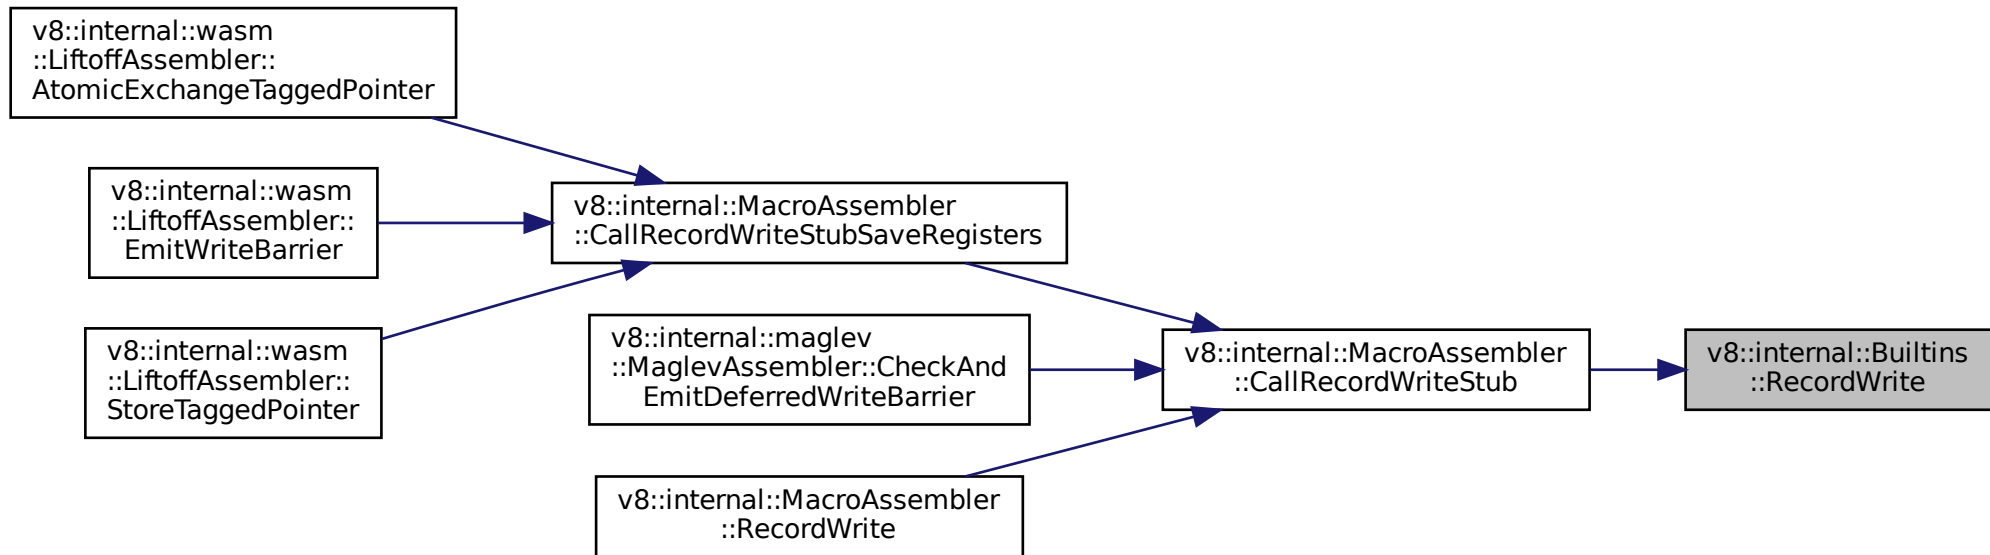 v8::internal::wasm
::LiftoffAssembler::
AtomicExchangeTaggedPointer
v8::internal::wasm
::LiftoffAssembler::
EmitWriteBarrier
v8::internal::wasm
::LiftoffAssembler::
StoreTaggedPointer
v8::internal::MacroAssembler
::CallRecordWriteStubSaveRegisters
v8::internal::maglev
::MaglevAssembler::CheckAnd
EmitDeferredWriteBarrier
v8::internal::MacroAssembler
::RecordWrite
v8::internal::MacroAssembler
::CallRecordWriteStub
v8::internal::Builtins
::RecordWrite